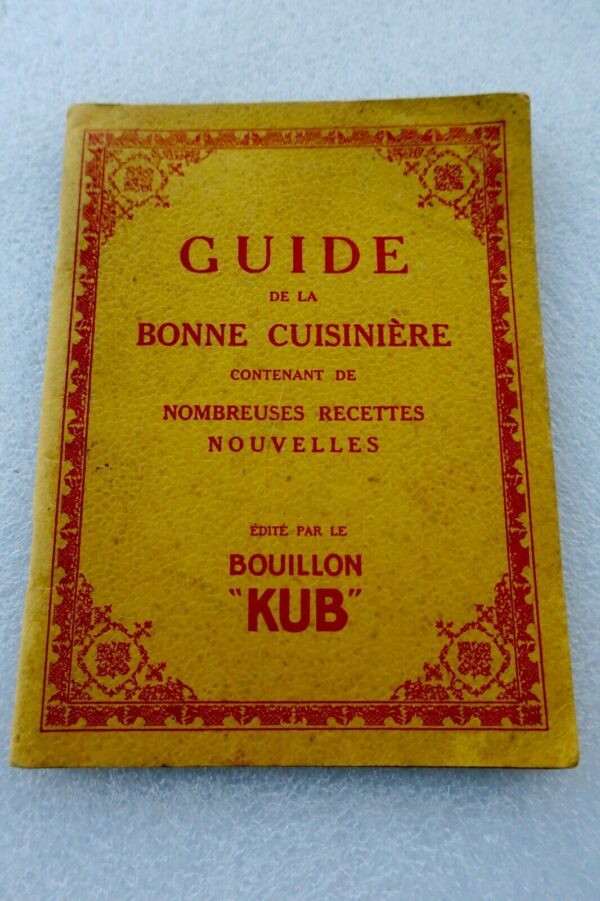 GUIDE
DE LA
BONNE CUISINIÈRE
CONTENANT DE
NOMBREUSES RECETTES
NOUVELLES
ÉDITÉ PAR LE
BOUILLON
"KUB"